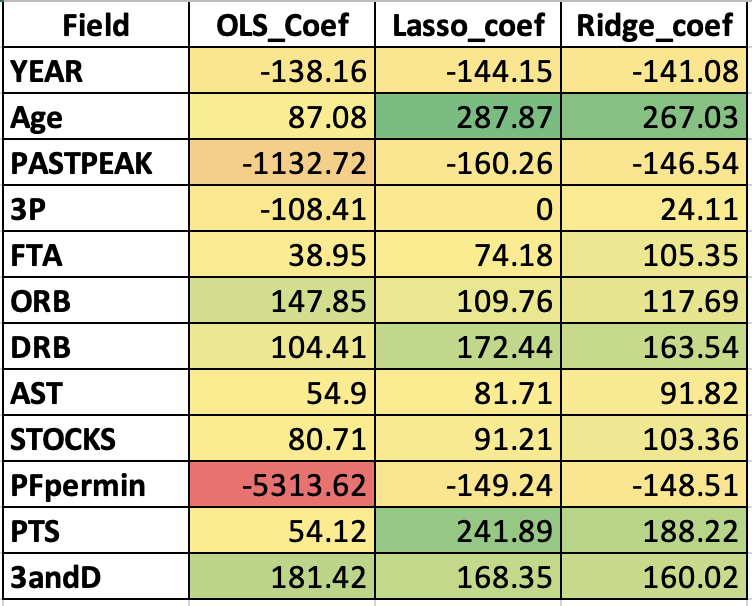 Field OLS_Coef Lasso_coef Ridge_coef
YEAR -138.16 -144.15 -141.08
Age 87.08 287.87 267.03
PASTPEAK -1132.72 -160.26 -146.54
3P -108.41 0 24.11
FTA 38.95 74.18 105.35
ORB 147.85 109.76 117.69
DRB 104.41 172.44 163.54
AST 54.9 81.71 91.82
STOCKS 80.71 91.21 103.36
PFpermin -5313.62 -149.24 -148.51
PTS 54.12 241.89 188.22
3andD 181.42 168.35 160.02